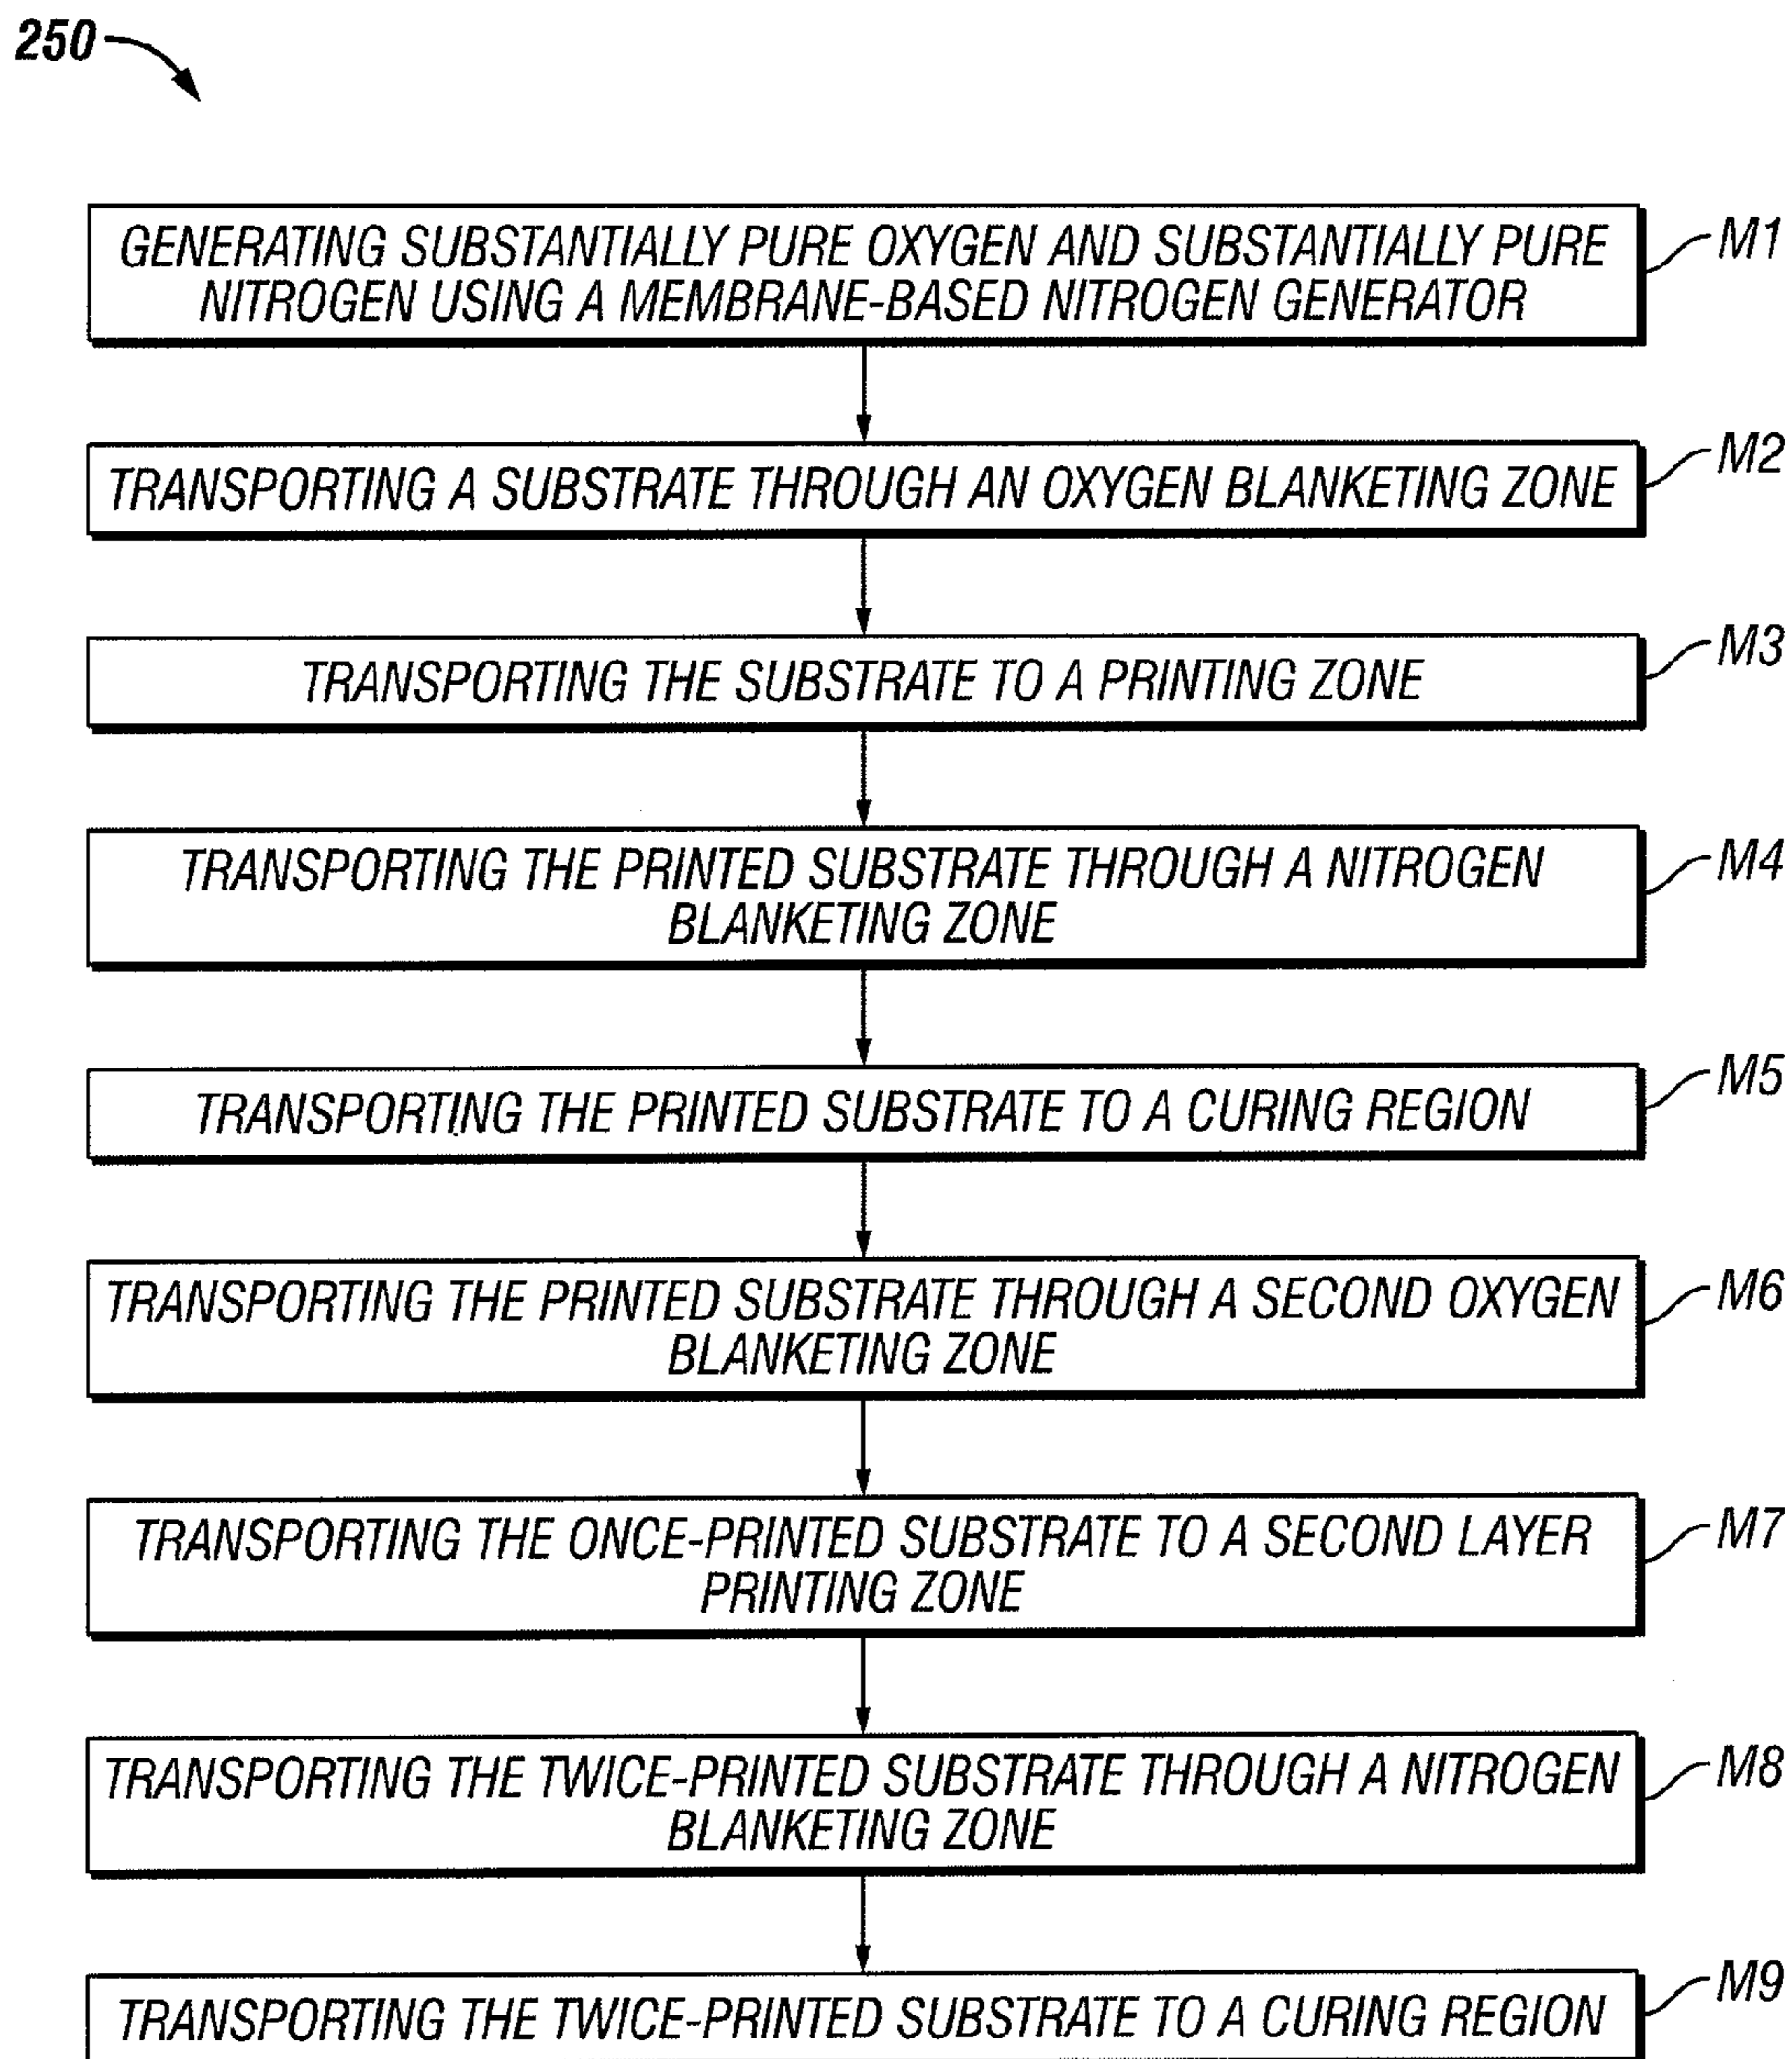 250
GENERATING SUBSTANTIALLY PURE OXYGEN AND SUBSTANTIALLY PURE
NITROGEN USING A MEMBRANE-BASED NITROGEN GENERATOR
M1
TRANSPORTING A SUBSTRATE THROUGH AN OXYGEN BLANKETING ZONE
M2
TRANSPORTING THE SUBSTRATE TO A PRINTING ZONE
M3
TRANSPORTING THE PRINTED SUBSTRATE THROUGH A NITROGEN
BLANKETING ZONE
M4
TRANSPORTING THE PRINTED SUBSTRATE TO A CURING REGION
M5
TRANSPORTING THE PRINTED SUBSTRATE THROUGH A SECOND OXYGEN
BLANKETING ZONE
M6
TRANSPORTING THE ONCE-PRINTED SUBSTRATE TO A SECOND LAYER
PRINTING ZONE
M7
TRANSPORTING THE TWICE-PRINTED SUBSTRATE THROUGH A NITROGEN
BLANKETING ZONE
M8
TRANSPORTING THE TWICE-PRINTED SUBSTRATE TO A CURING REGION
M9